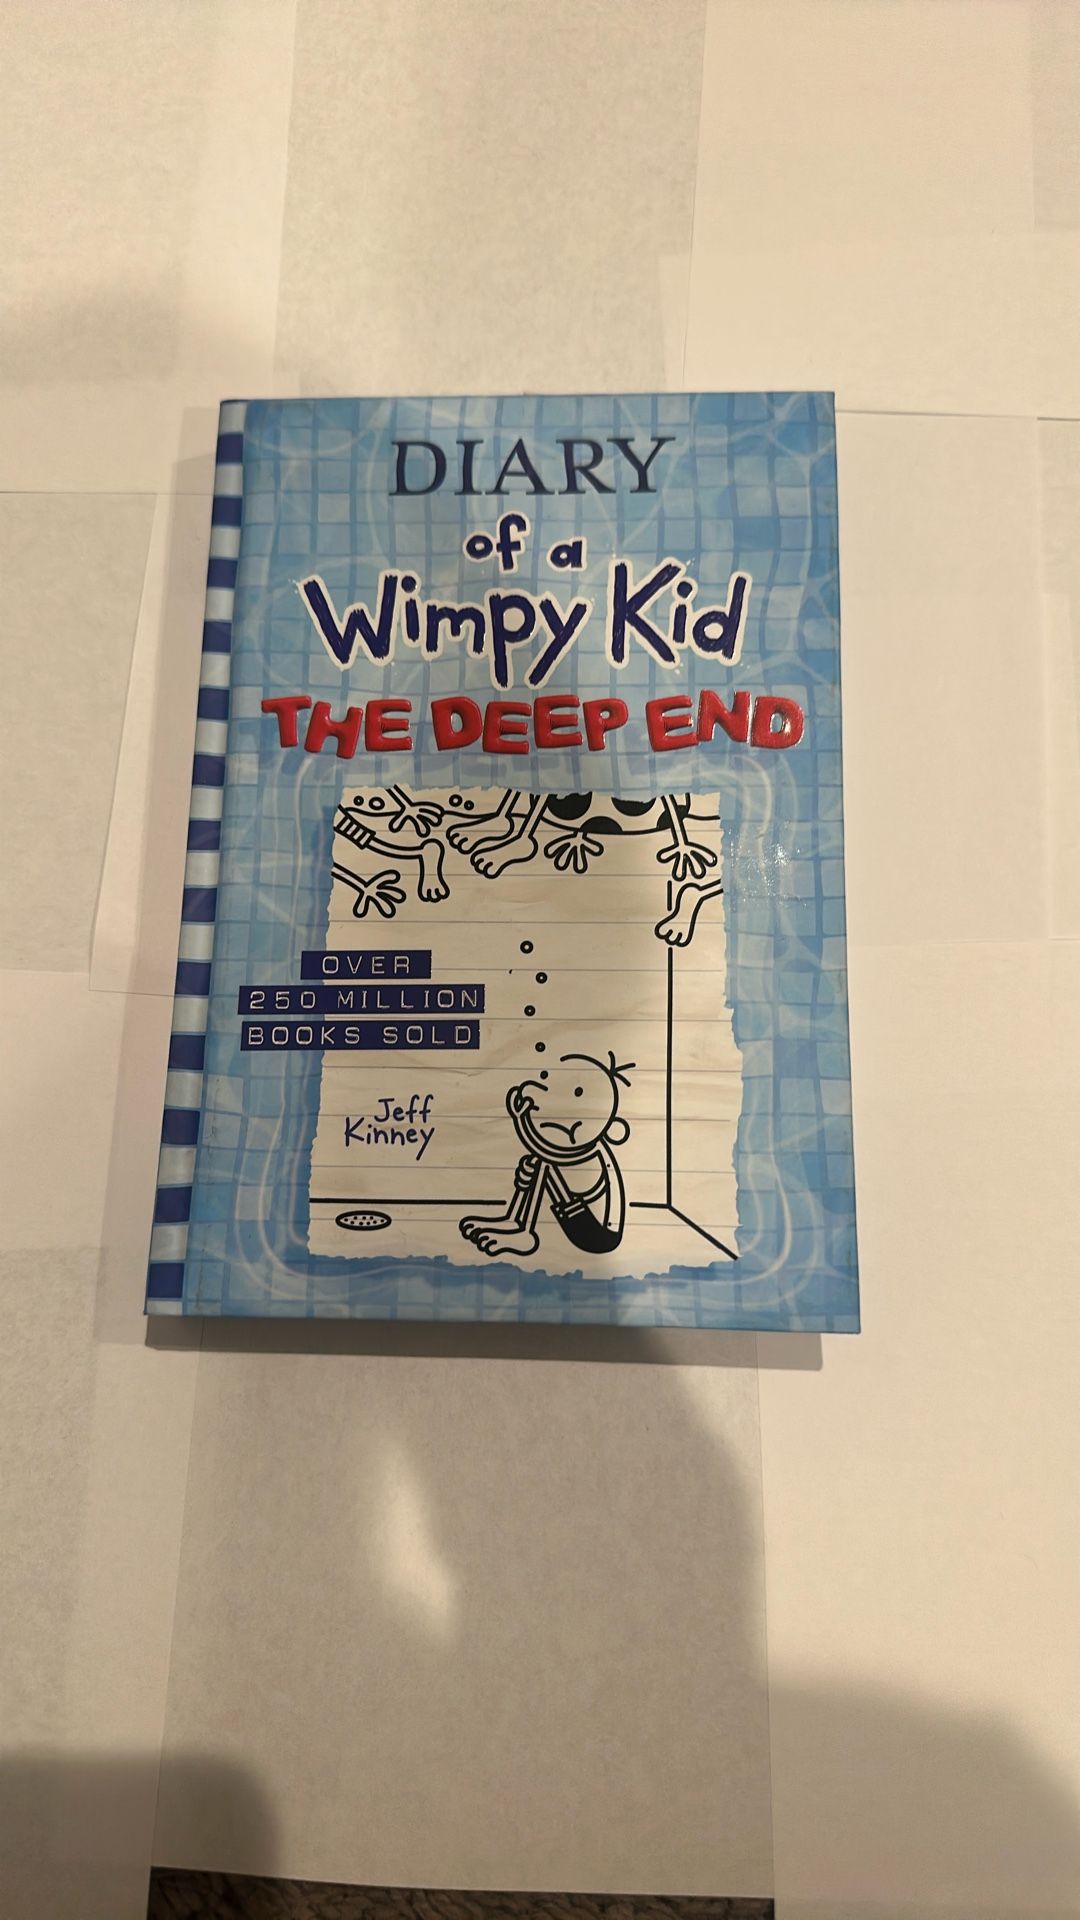 DIARY
of a
Wimpy Kid
THE DEEP END
OVER
250 MILLION
BOOKS SOLD
Jeff
Kinney